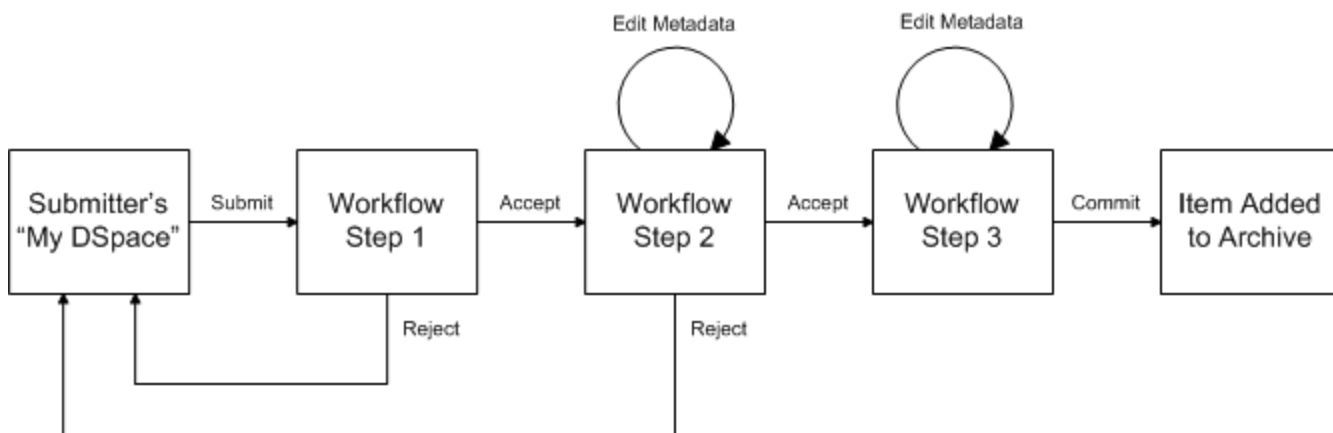 Edit Metadata
Edit Metadata
Submitter's
“My DSpace”
Submit
Workflow
Step 1
Accept
Workflow
Step 2
Accept
Workflow
Step 3
Commit
Item Added
to Archive
Reject
Reject